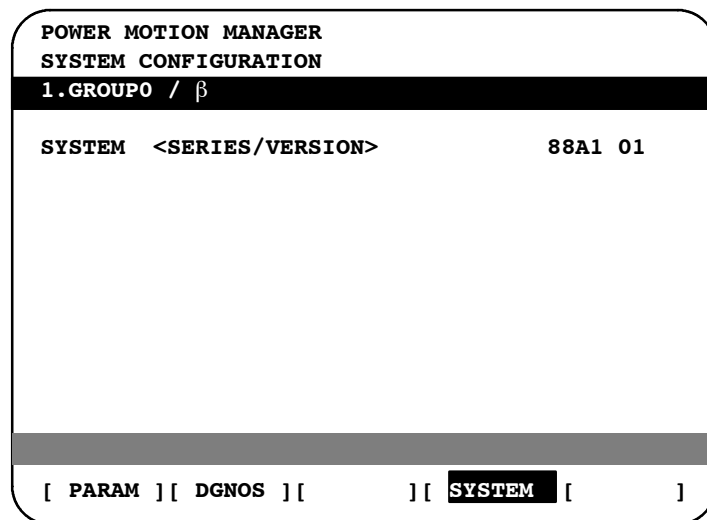 POWER MOTION MANAGER
SYSTEM CONFIGURATION
1.GROUP0 / β
SYSTEM <SERIES/VERSION> 88A1 01
[ PARAM ][ DGNOS ][ ][ SYSTEM [ ]